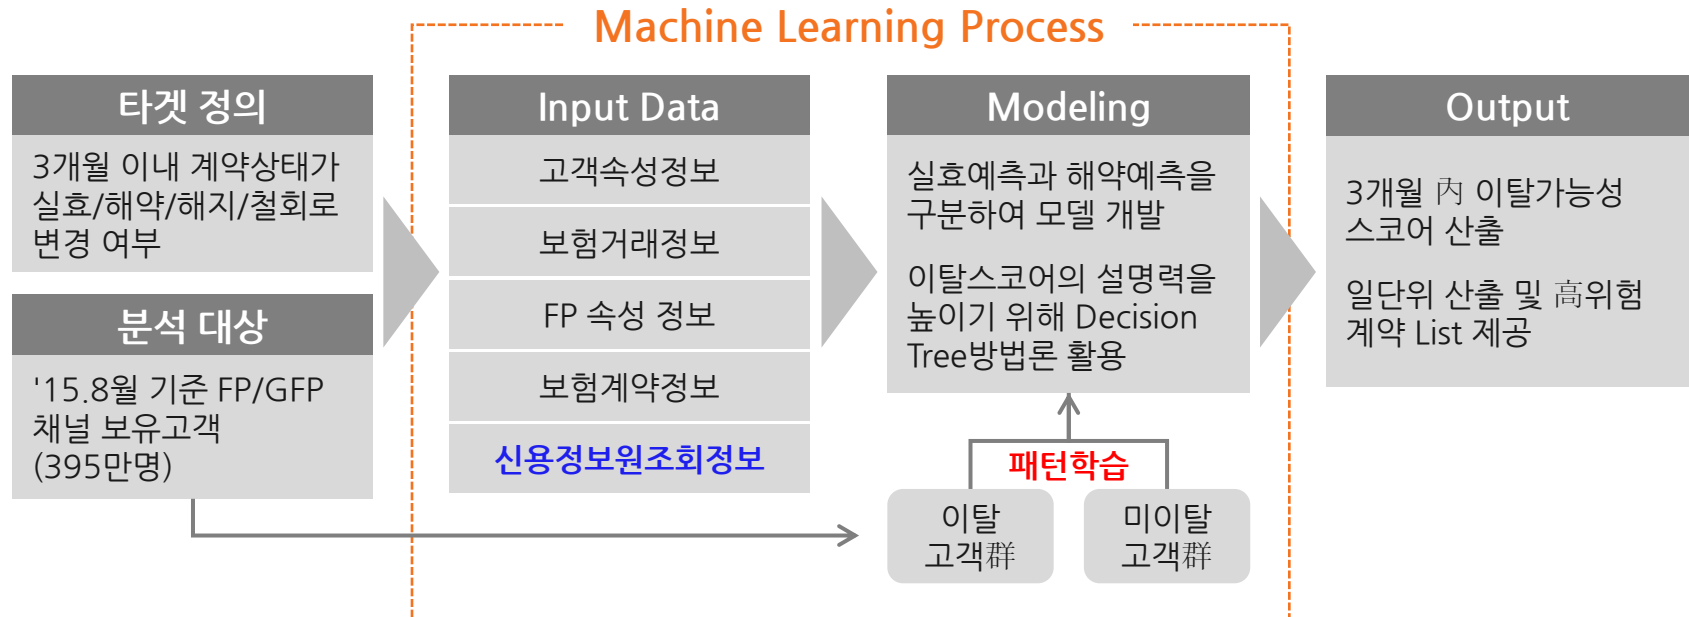 Machine Learning Process
타겟 정의
3개월 이내 계약상태가
실효/해약/해지/철회로
변경 여부
분석 대상
'15.8월 기준 FP/GFP
채널 보유고객
(395만명)
Input Data
고객속성정보
보험거래정보
FP 속성 정보
보험계약정보
신용정보원조회정보
Modeling
실효예측과 해약예측을
구분하여 모델 개발
이탈스코어의 설명력을
높이기 위해 Decision
Tree방법론 활용
패턴학습
이탈
고객群
미이탈
고객群
Output
3개월 內 이탈가능성
스코어 산출
일단위 산출 및 高위험
계약 List 제공